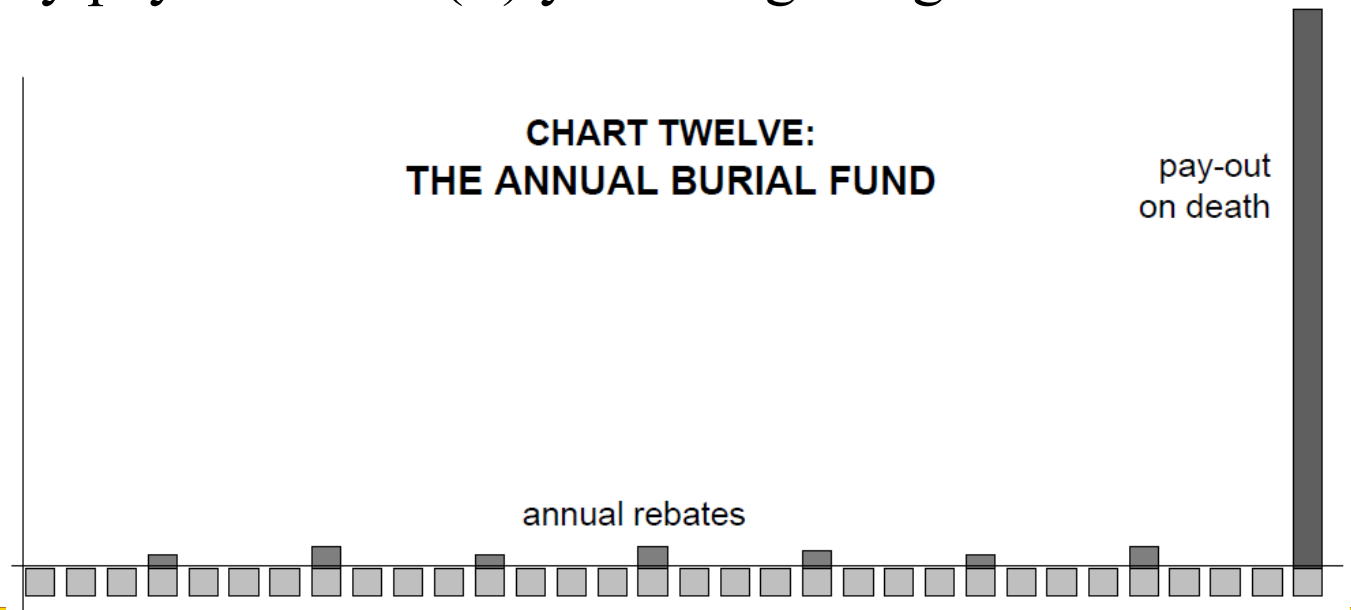 CHART TWELVE:
THE ANNUAL BURIAL FUND
pay-out
on death
annual rebates